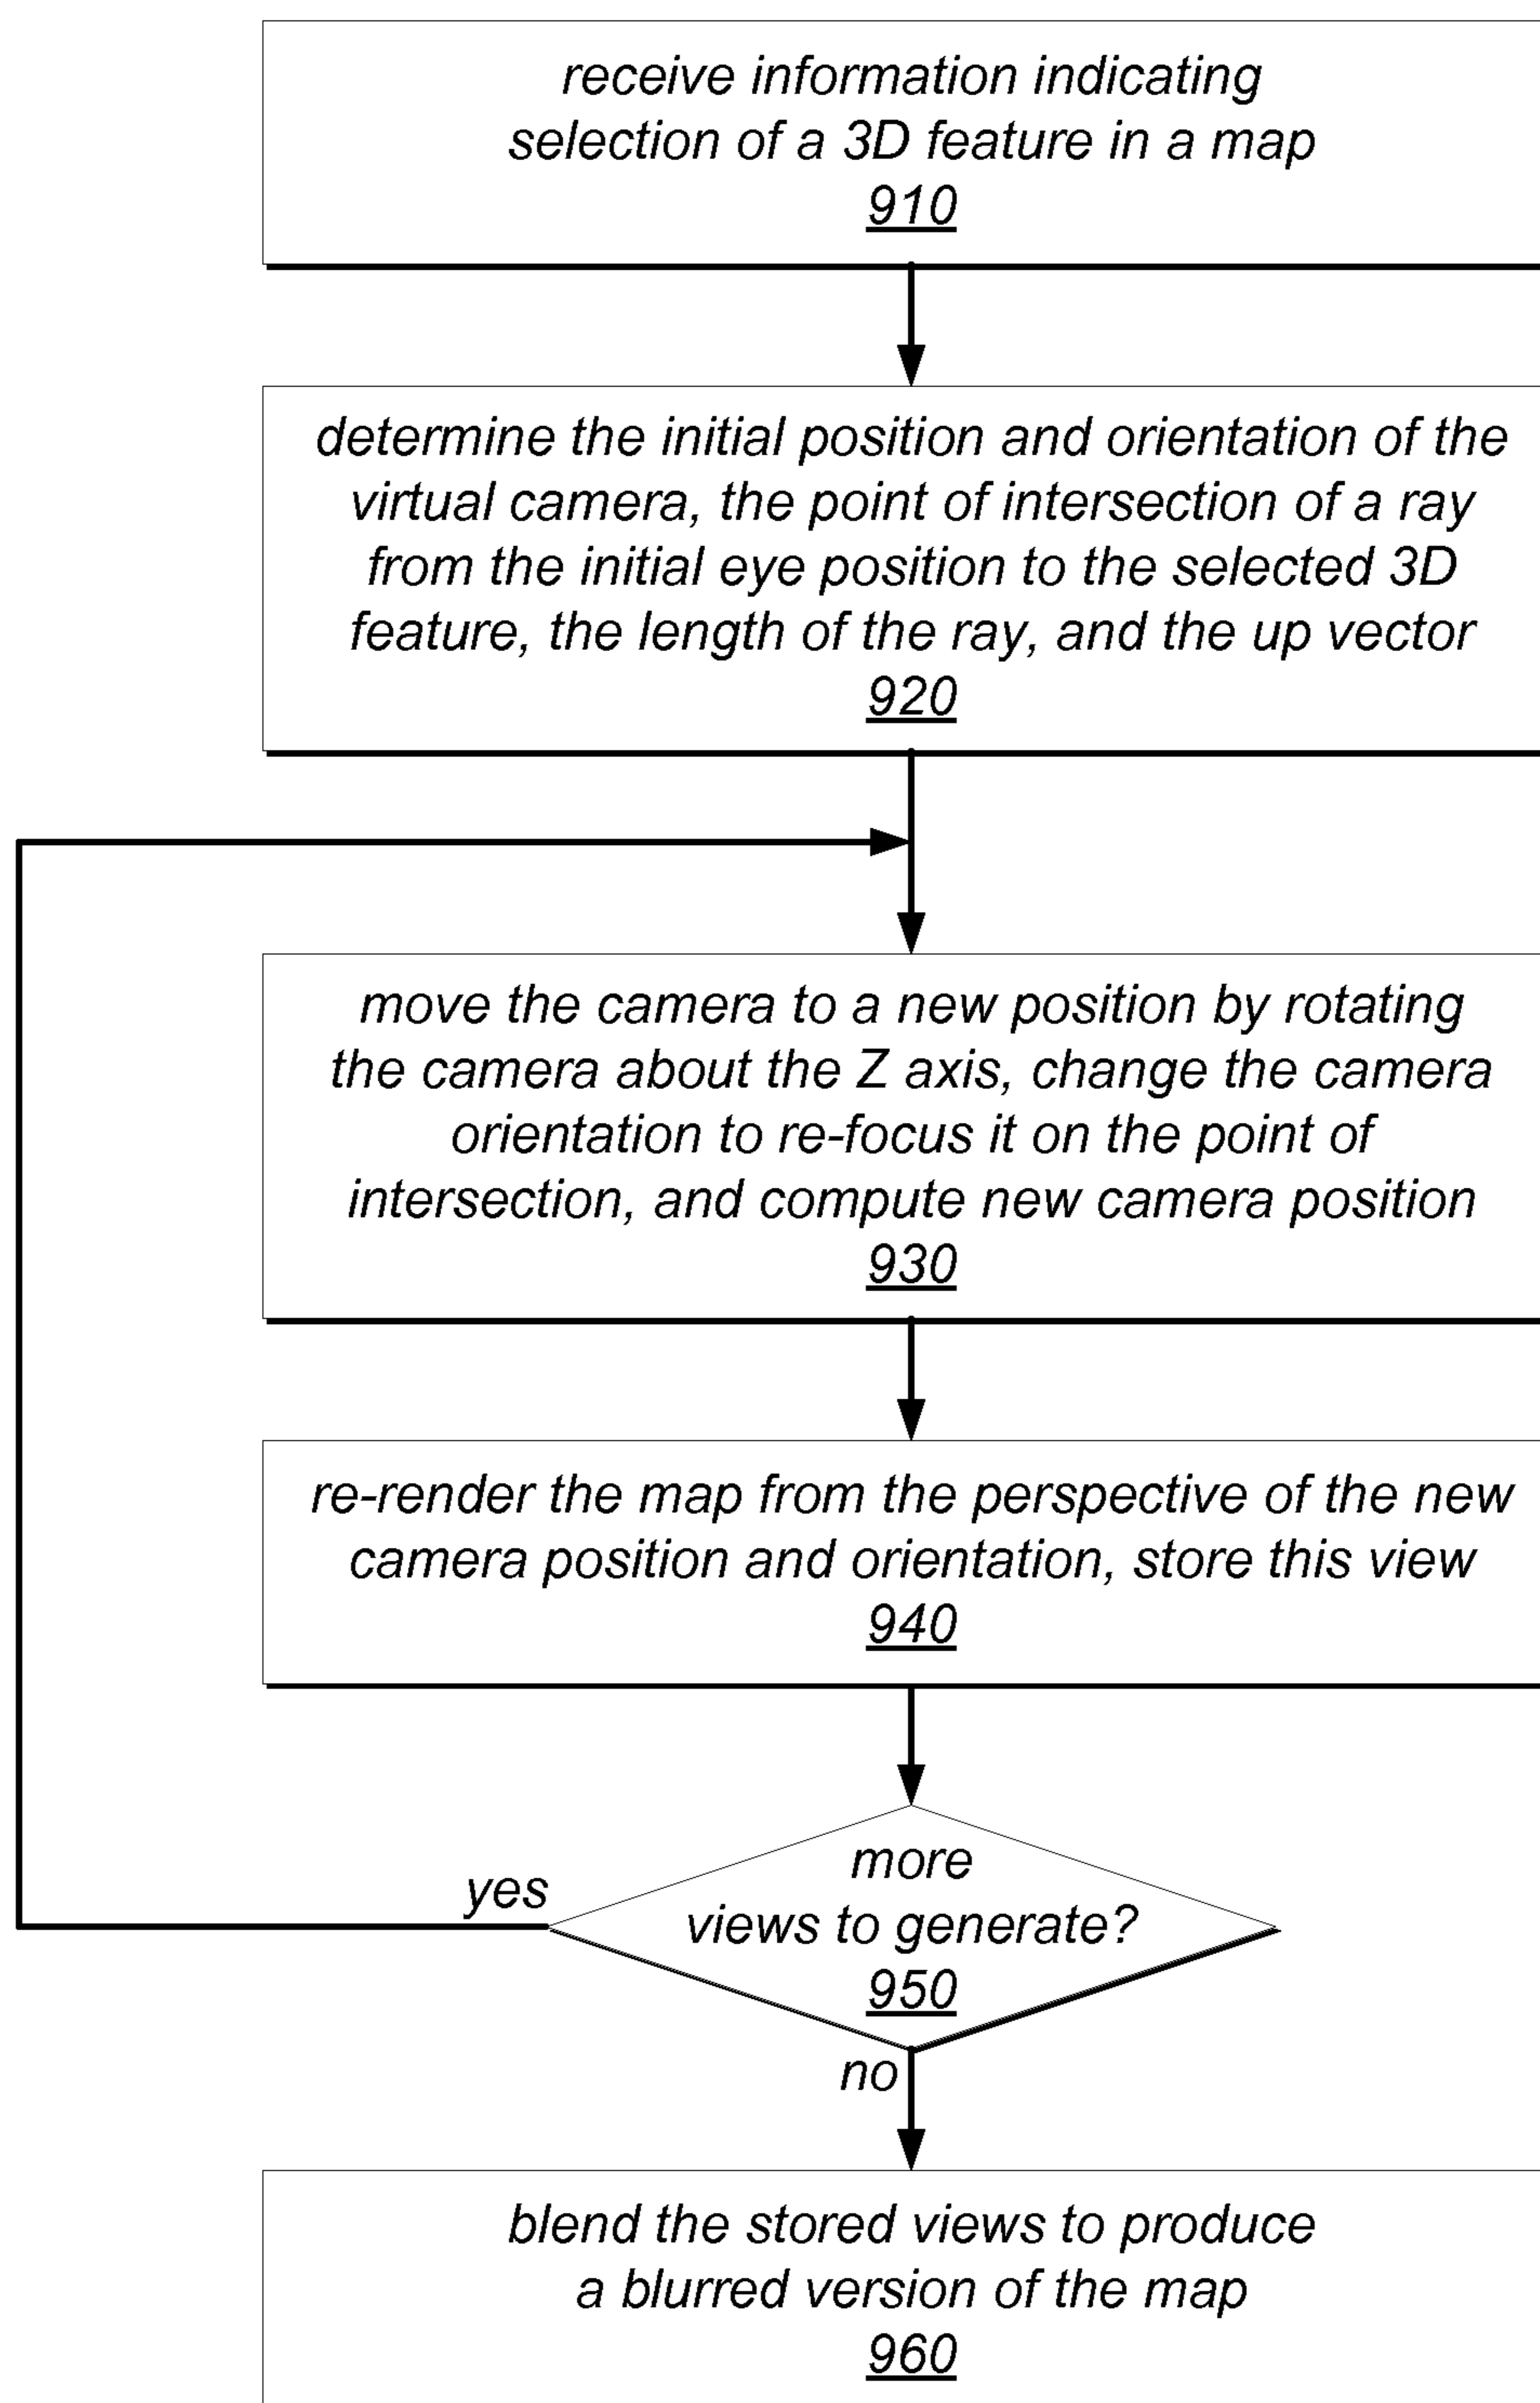 receive information indicating
selection of a 3D feature in a map
910
determine the initial position and orientation of the
virtual camera, the point of intersection of a ray
from the initial eye position to the selected 3D
feature, the length of the ray, and the up vector
920
move the camera to a new position by rotating
the camera about the Z axis, change the camera
orientation to re-focus it on the point of
intersection, and compute new camera position
930
re-render the map from the perspective of the new
camera position and orientation, store this view
940
more
yes
views to generate?
950
no
blend the stored views to produce
a blurred version of the map
960